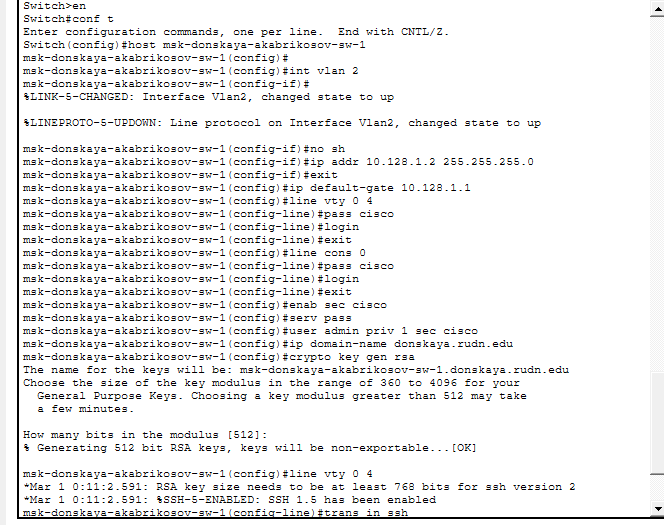 Switch>en
Switch#conf t
Enter configuration commands, one per line.  End with CNTL/Z.
Switch(config)#host msk-donskaya-akabrikosov-sw-1
msk-donskaya-akabrikosov-sw-1(config)#
msk-donskaya-akabrikosov-sw-1(config)#int vlan 2
msk-donskaya-akabrikosov-sw-1(config-if)#
%LINK-5-CHANGED: Interface Vlan2, changed state to up

%LINEPROTO-5-UPDOWN: Line protocol on Interface Vlan2, changed state to up

msk-donskaya-akabrikosov-sw-1(config-if)#no sh
msk-donskaya-akabrikosov-sw-1(config-if)#ip addr 10.128.1.2 255.255.255.0
msk-donskaya-akabrikosov-sw-1(config-if)#exit
msk-donskaya-akabrikosov-sw-1(config)#ip default-gate 10.128.1.1
msk-donskaya-akabrikosov-sw-1(config)#line vty 0 4
msk-donskaya-akabrikosov-sw-1(config-line)#pass cisco
msk-donskaya-akabrikosov-sw-1(config-line)#login
msk-donskaya-akabrikosov-sw-1(config-line)#exit
msk-donskaya-akabrikosov-sw-1(config)#line cons 0
msk-donskaya-akabrikosov-sw-1(config-line)#pass cisco
msk-donskaya-akabrikosov-sw-1(config-line)#login
msk-donskaya-akabrikosov-sw-1(config-line)#exit
msk-donskaya-akabrikosov-sw-1(config)#enab sec cisco
msk-donskaya-akabrikosov-sw-1(config)#serv pass
msk-donskaya-akabrikosov-sw-1(config)#user admin priv 1 sec cisco
msk-donskaya-akabrikosov-sw-1(config)#ip domain-name donskaya.rudn.edu
msk-donskaya-akabrikosov-sw-1(config)#crypto key gen rsa
The name for the keys will be: msk-donskaya-akabrikosov-sw-1.donskaya.rudn.edu
Choose the size of the key modulus in the range of 360 to 4096 for your
  General Purpose Keys. Choosing a key modulus greater than 512 may take
  a few minutes.

How many bits in the modulus [512]:
% Generating 512 bit RSA keys, keys will be non-exportable...[OK]

msk-donskaya-akabrikosov-sw-1(config)#line vty 0 4
*Mar 1 0:11:2.591: RSA key size needs to be at least 768 bits for ssh version 2
*Mar 1 0:11:2.591: %SSH-5-ENABLED: SSH 1.5 has been enabled
msk-donskaya-akabrikosov-sw-1(config-line)#trans in ssh